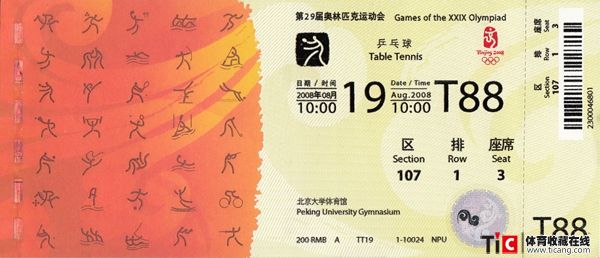 第29届奥林匹克运动会 Games of the XXIX Olympiad
乒乓球
Table Tennis
Beijing 2008
日期 / 时间
2008年08月
10:00
19
Date / Time
Aug.2008
10:00
T88
区 排 座席
Section Row Seat
107 1 3
北京大学体育馆
Peking University Gymnasium
200 RMB A TT19 1-10024 NPU
座席 Seat 3
排 Row 1
区 Section 107
2300046801
T88
TiC 体育收藏在线
www.ticang.com